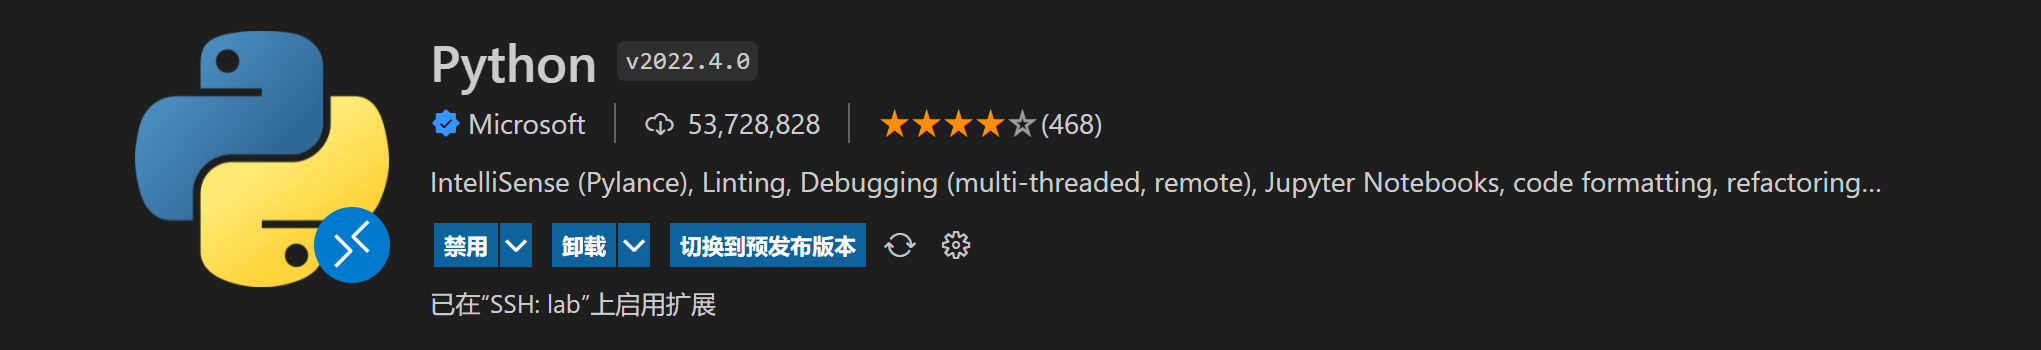 Python v2022.4.0
Microsoft 53,728,828 (468)
IntelliSense (Pylance), Linting, Debugging (multi-threaded, remote), Jupyter Notebooks, code formatting, refactoring...
禁用 卸载 切换到预发布版本
已在“SSH: lab”上启用扩展